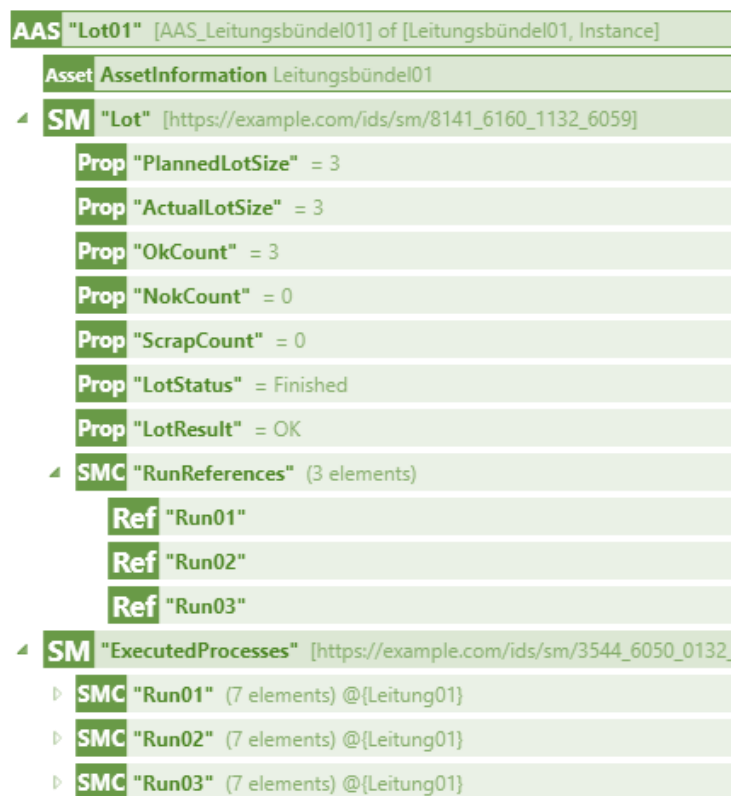 AAS "Lot01" [AAS_Leitungsbündel01] of [Leitungsbündel01, Instance]
Asset AssetInformation Leitungsbündel01
SM "Lot" [https://example.com/ids/sm/8141_6160_1132_6059]
Prop "PlannedLotSize" = 3
Prop "ActualLotSize" = 3
Prop "OkCount" = 3
Prop "NokCount" = 0
Prop "ScrapCount" = 0
Prop "LotStatus" = Finished
Prop "LotResult" = OK
SMC "RunReferences" (3 elements)
Ref "Run01"
Ref "Run02"
Ref "Run03"
SM "ExecutedProcesses" [https://example.com/ids/sm/3544_6050_0132_
SMC "Run01" (7 elements) @{Leitung01}
SMC "Run02" (7 elements) @{Leitung01}
SMC "Run03" (7 elements) @{Leitung01}